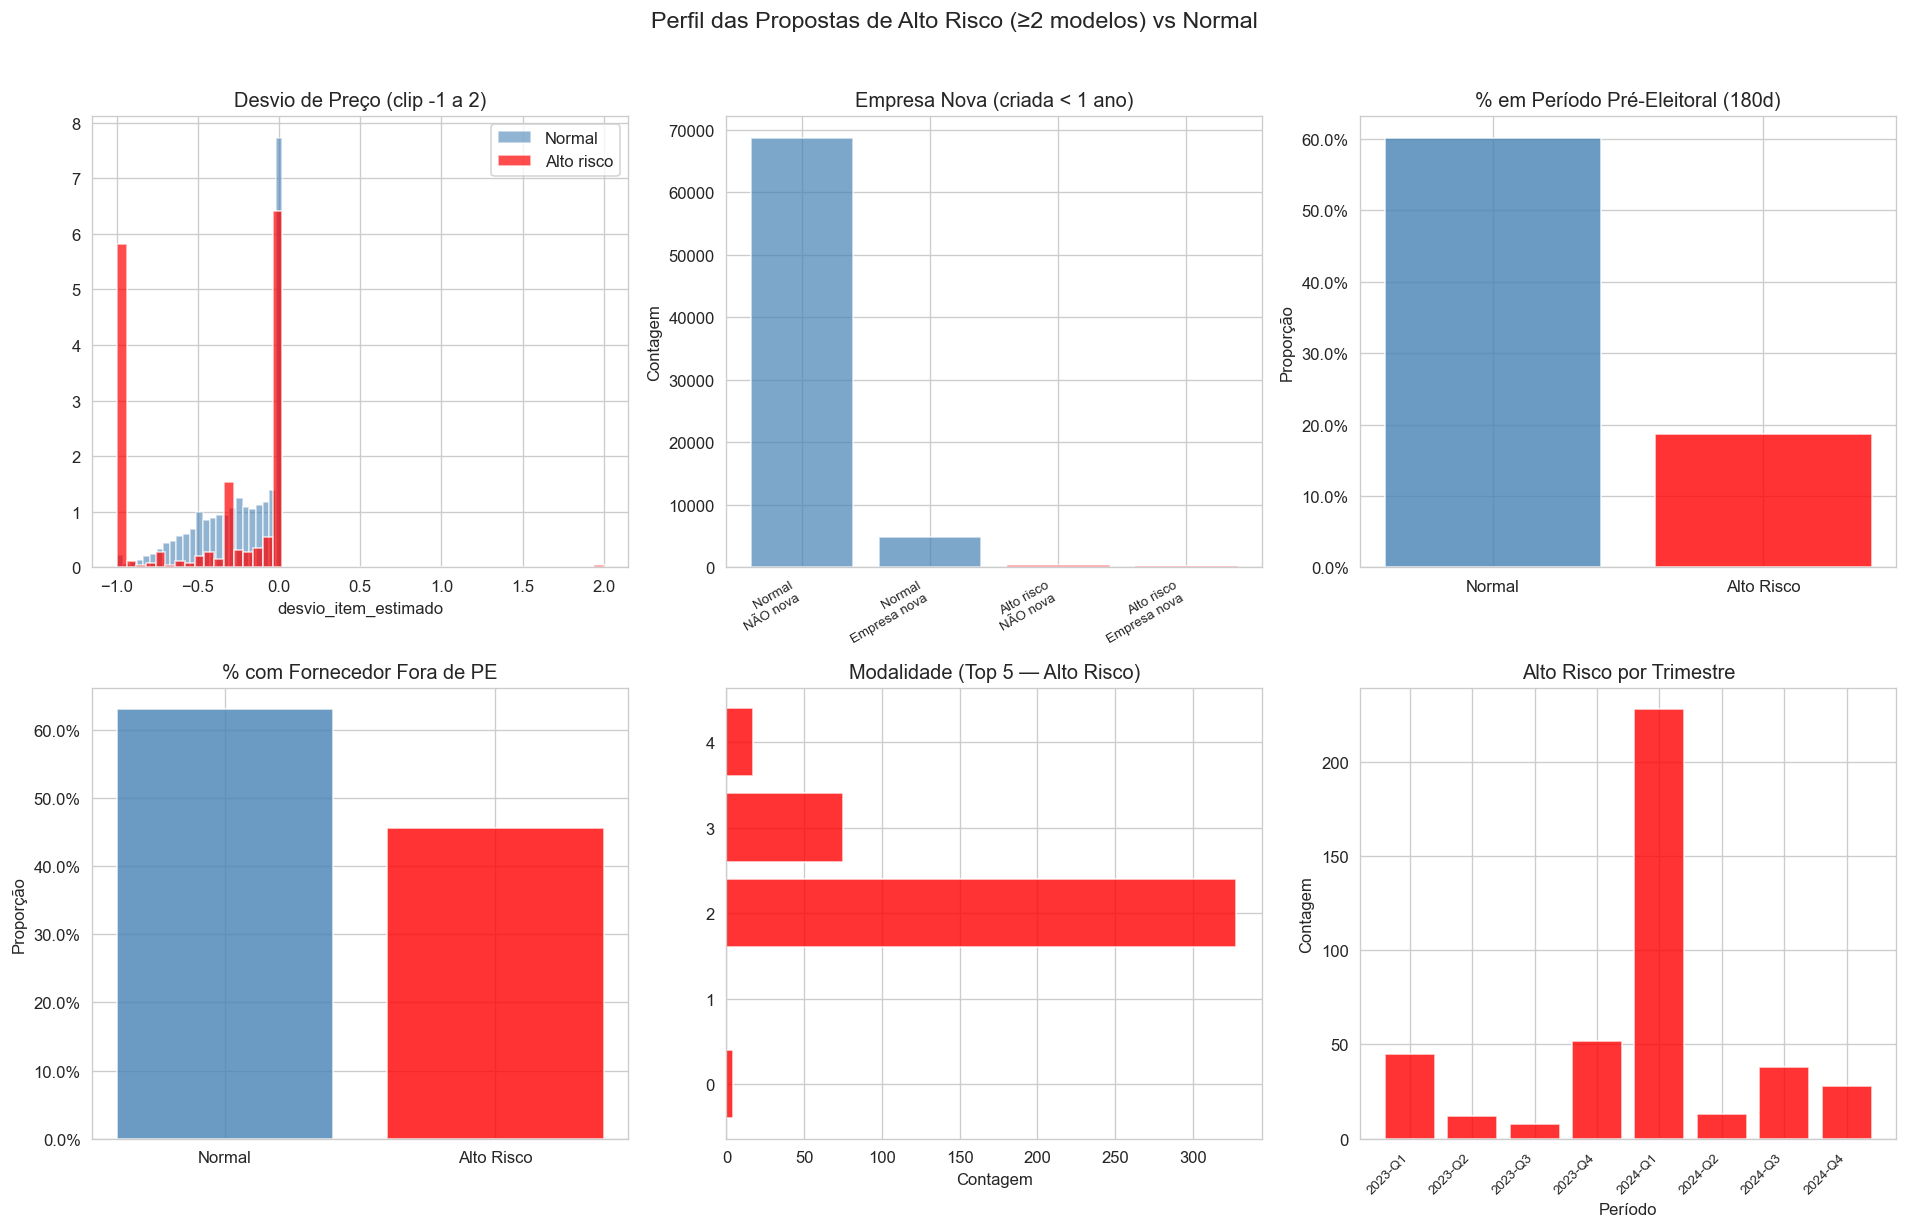 Perfil das Propostas de Alto Risco (≥2 modelos) vs Normal
Desvio de Preço (clip -1 a 2)
8
7
6
5
4
3
2
1
0
−1.0
−0.5
0.0
0.5
1.0
1.5
2.0
desvio_item_estimado
Normal
Alto risco
Empresa Nova (criada < 1 ano)
Contagem
70000
60000
50000
40000
30000
20000
10000
0
Normal
NÃO nova
Normal
Empresa nova
Alto risco
NÃO nova
Alto risco
Empresa nova
% em Período Pré-Eleitoral (180d)
Proporção
60.0%
50.0%
40.0%
30.0%
20.0%
10.0%
0.0%
Normal
Alto Risco
% com Fornecedor Fora de PE
Proporção
60.0%
50.0%
40.0%
30.0%
20.0%
10.0%
0.0%
Normal
Alto Risco
Modalidade (Top 5 — Alto Risco)
4
3
2
1
0
0
50
100
150
200
250
300
Contagem
Alto Risco por Trimestre
Contagem
200
150
100
50
0
2023-Q1
2023-Q2
2023-Q3
2023-Q4
2024-Q1
2024-Q2
2024-Q3
2024-Q4
Período